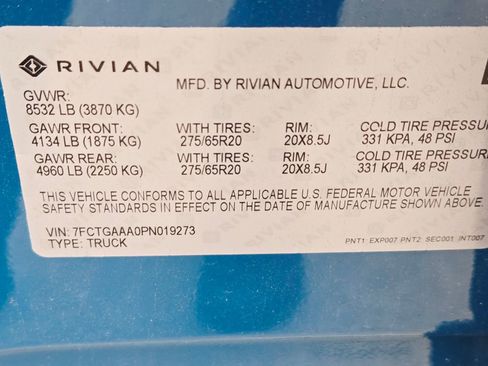 RIVIAN
MFD. BY RIVIAN AUTOMOTIVE, LLC.
GVWR:
8532 LB (3870 KG)
GAWR FRONT: WITH TIRES: RIM: COLD TIRE PRESSURE
4134 LB (1875 KG) 275/65R20 20X8.5J 331 KPA, 48 PSI
GAWR REAR: WITH TIRES: RIM: COLD TIRE PRESSURE
4960 LB (2250 KG) 275/65R20 20X8.5J 331 KPA, 48 PSI
THIS VEHICLE CONFORMS TO ALL APPLICABLE U.S. FEDERAL MOTOR VEHICLE
SAFETY STANDARDS IN EFFECT ON THE DATE OF MANUFACTURE SHOWN ABOVE.
VIN: 7FCTGAAA0PN019273
TYPE: TRUCK
PNT1: EXP007 PNT2: SEC001 INT007